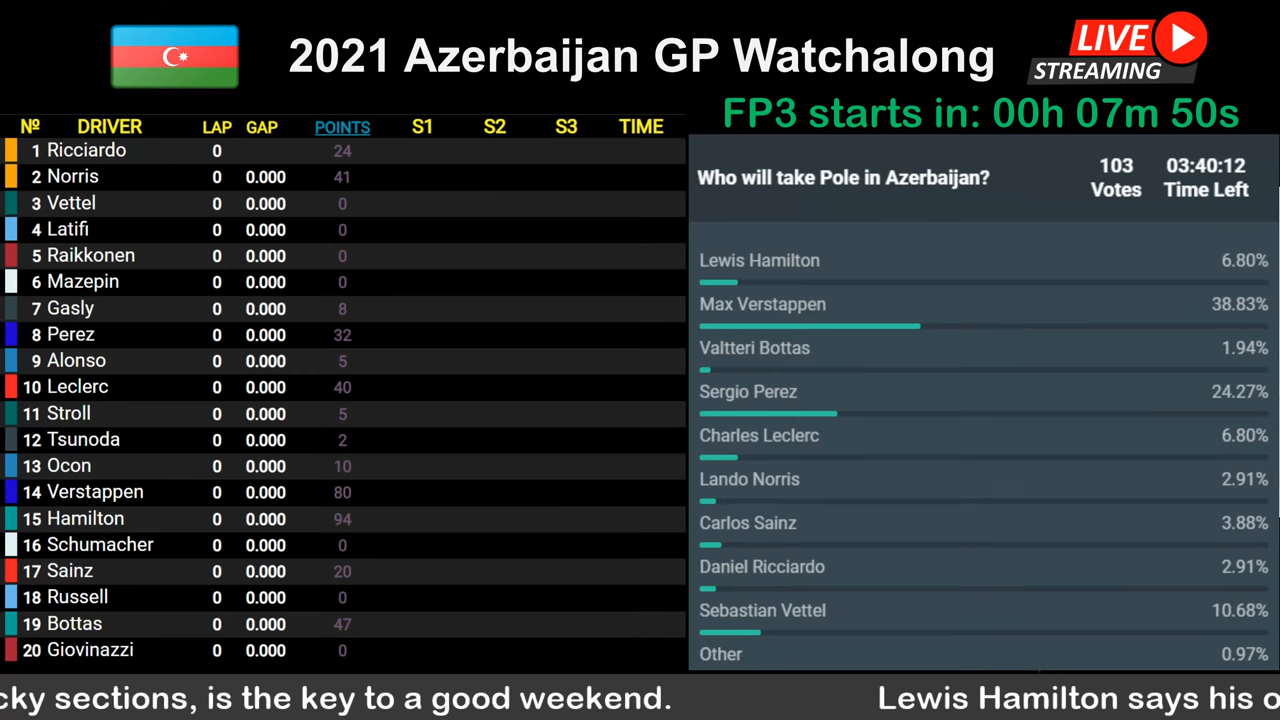 2021 Azerbaijan GP Watchalong
LIVE
STREAMING
FP3 starts in: 00h 07m 50s
Nº DRIVER LAP GAP POINTS S1 S2 S3 TIME
1 Ricciardo 0 24
2 Norris 0 0.000 41
3 Vettel 0 0.000 0
4 Latifi 0 0.000 0
5 Raikkonen 0 0.000 0
6 Mazepin 0 0.000 0
7 Gasly 0 0.000 8
8 Perez 0 0.000 32
9 Alonso 0 0.000 5
10 Leclerc 0 0.000 40
11 Stroll 0 0.000 5
12 Tsunoda 0 0.000 2
13 Ocon 0 0.000 10
14 Verstappen 0 0.000 80
15 Hamilton 0 0.000 94
16 Schumacher 0 0.000 0
17 Sainz 0 0.000 20
18 Russell 0 0.000 0
19 Bottas 0 0.000 47
20 Giovinazzi 0 0.000 0
Who will take Pole in Azerbaijan?
103 03:40:12
Votes Time Left
Lewis Hamilton 6.80%
Max Verstappen 38.83%
Valtteri Bottas 1.94%
Sergio Perez 24.27%
Charles Leclerc 6.80%
Lando Norris 2.91%
Carlos Sainz 3.88%
Daniel Ricciardo 2.91%
Sebastian Vettel 10.68%
Other 0.97%
cky sections, is the key to a good weekend. Lewis Hamilton says his o